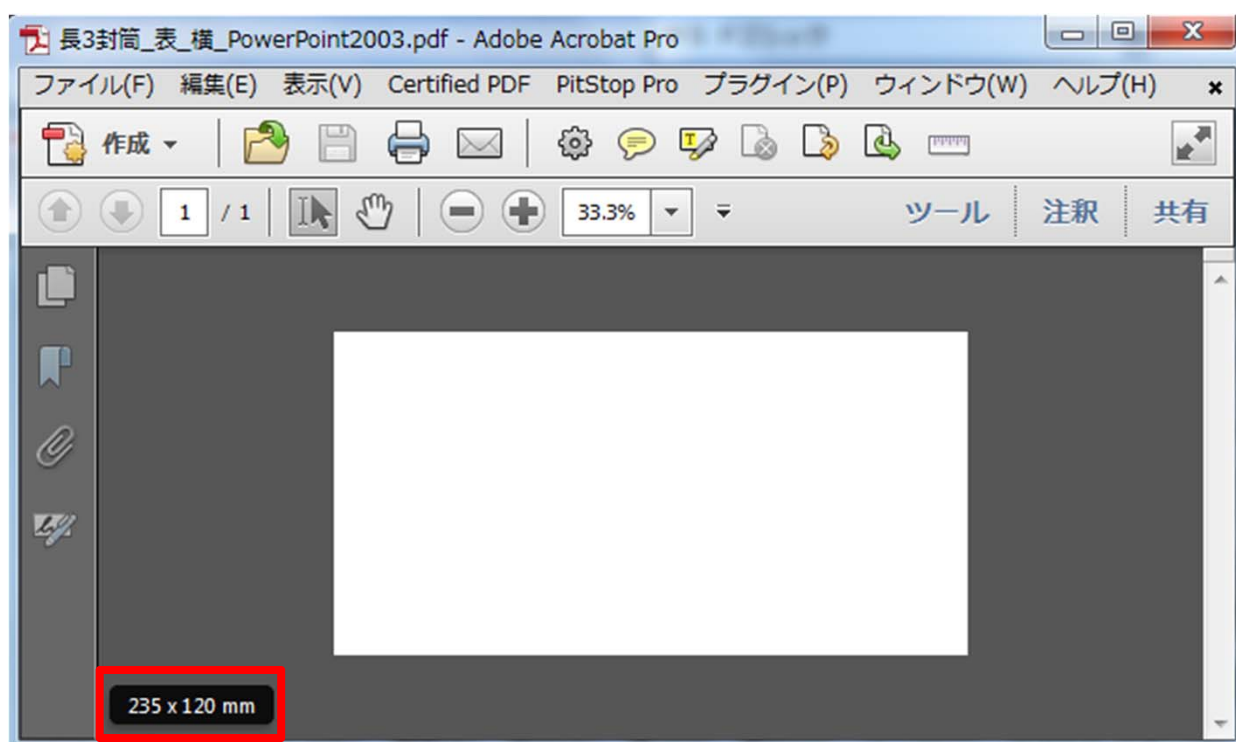 長3封筒_表_横_PowerPoint2003.pdf - Adobe Acrobat Pro
ファイル(F) 編集(E) 表示(V) Certified PDF PitStop Pro プラグイン(P) ウィンドウ(W) ヘルプ(H)
作成
1 / 1 33.3% ツール 注釈 共有
235 x 120 mm